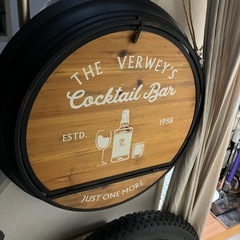 THE VERWEY'S
Cocktail Bar
ESTD. 1988
JUST ONE MORE